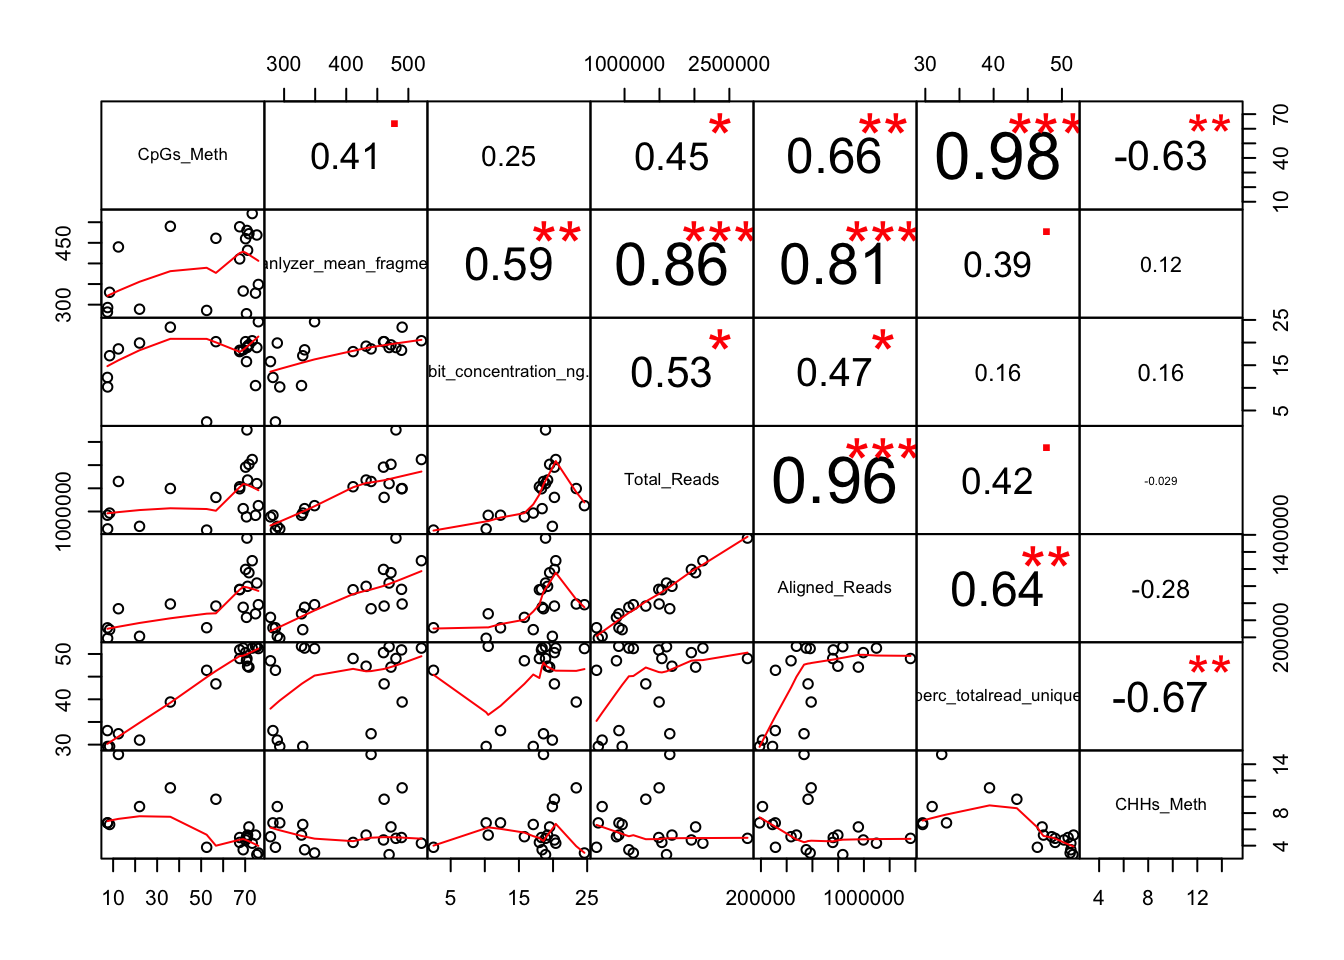 300 400 500 1000000 2500000 30 40 50
CpGs_Meth 0.41 . 0.25 0.45 * 0.66 ** 0.98 *** -0.63 ** 10 40 70
300 450 anlyzer_mean_fragme 0.59 ** 0.86 *** 0.81 *** 0.39 . 0.12
bit_concentration_ng. 0.53 * 0.47 * 0.16 0.16 5 15 25
1000000 Total_Reads 0.96 *** 0.42 . -0.029
Aligned_Reads 0.64 ** -0.28 200000 1400000
30 40 50 perc_totalread_unique -0.67 **
CHHs_Meth 4 8 14
10 30 50 70 5 15 25 200000 1000000 4 8 12